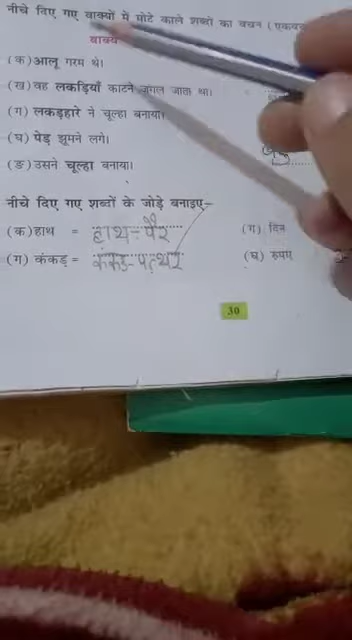 नीचे दिए गए वाक्यों में मोटे काले शब्दों का वचन (एकवच
वाक्य
(क) आलू गरम थे।
(ख) वह लकड़ियाँ काटने जंगल जाता था।
(ग) लकड़हारे ने चूल्हा बनाया।
(घ) पेड़ झूमने लगे।
(ङ) उसने चूल्हा बनाया।
नीचे दिए गए शब्दों के जोड़े बनाइए–
(क) हाथ = हाथ-पैर (ग) दिन
(ग) कंकड़ = कंकड-पत्थर (घ) रुपए
30